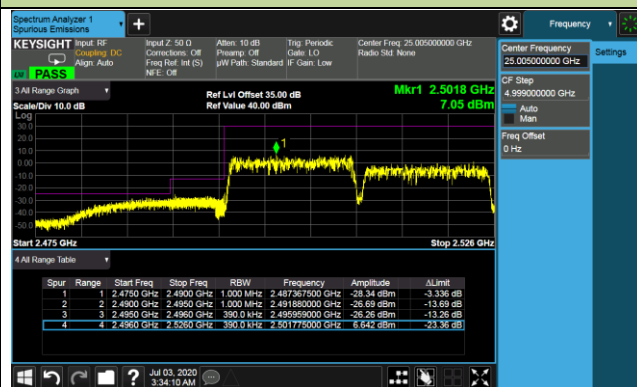 Spectrum Analyzer 1
Spurious Emissions
Frequency
KEYSIGHT
Input: RF
Coupling: DC
Align: Auto
Input Z: 50 Ω
Corrections: Off
Freq Ref: Int (S)
NFE: Off
Atten: 10 dB
Preamp: Off
µW Path: Standard
Trig: Periodic
Gate: LO
IF Gain: Low
Center Freq: 25.005000000 GHz
Radio Std: None
PASS
Center Frequency
25.005000000 GHz
Settings
CF Step
4.999000000 GHz
Auto
Man
Freq Offset
0 Hz
3 All Range Graph
Scale/Div 10.0 dB
Ref Lvl Offset 35.00 dB
Ref Value 40.00 dBm
Mkr1 2.5018 GHz
7.05 dBm
Log
30.0
20.0
10.0
0.00
-10.0
-20.0
-30.0
-40.0
-50.0
1
Start 2.475 GHz
Stop 2.526 GHz
4 All Range Table
Spur Range Start Freq Stop Freq RBW Frequency Amplitude ΔLimit
1 1 2.4750 GHz 2.4900 GHz 1.000 MHz 2.487367500 GHz -28.34 dBm -3.336 dB
2 2 2.4900 GHz 2.4950 GHz 1.000 MHz 2.491880000 GHz -26.69 dBm -13.69 dB
3 3 2.4950 GHz 2.4960 GHz 390.0 kHz 2.495959000 GHz -26.26 dBm -13.26 dB
4 4 2.4960 GHz 2.5260 GHz 390.0 kHz 2.501775000 GHz 6.642 dBm -23.36 dB
?
Jul 03, 2020
3:34:10 AM